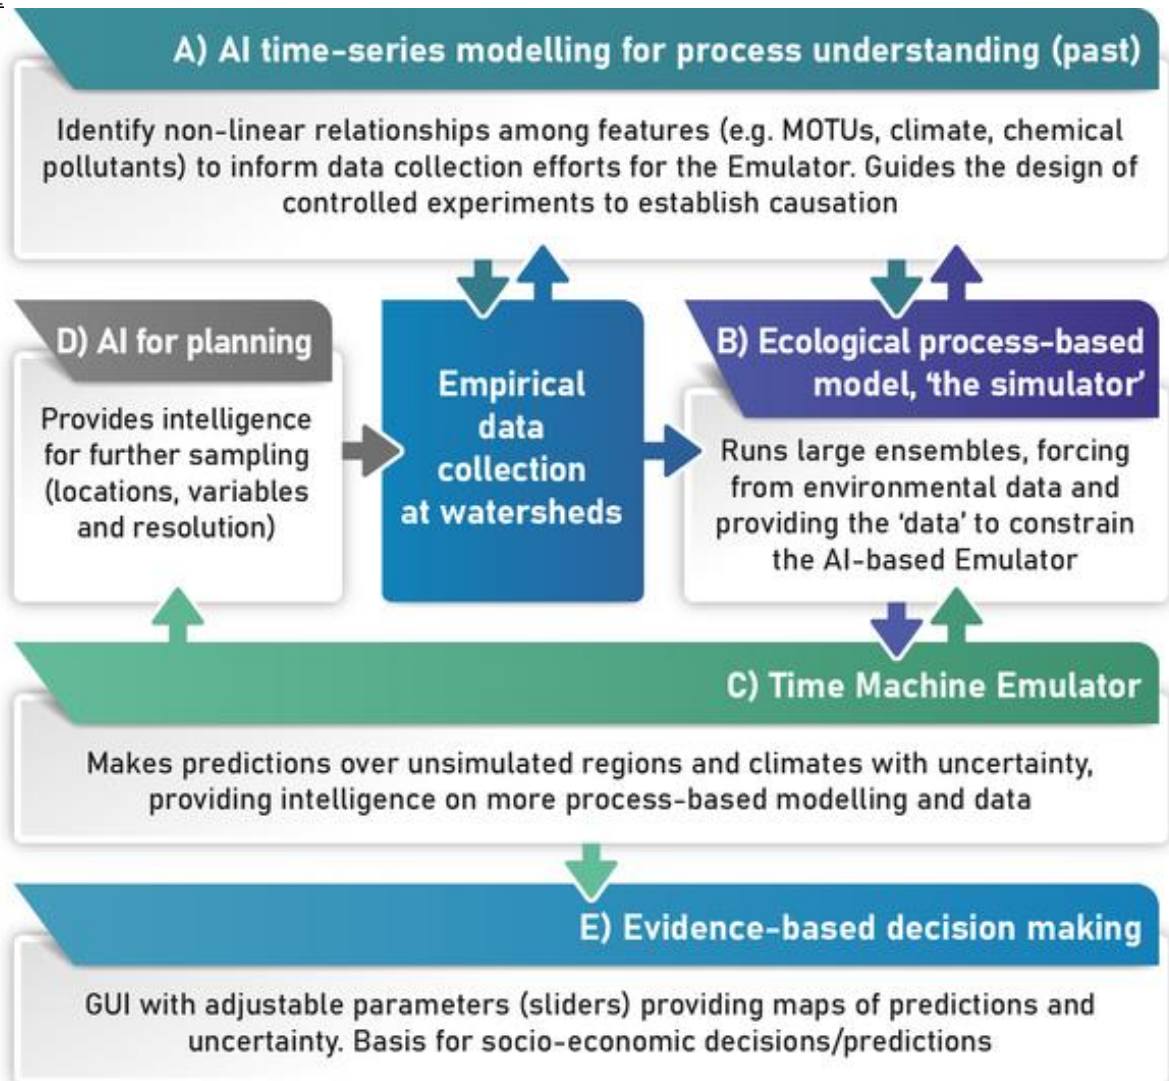 A) AI time-series modelling for process understanding (past)
Identify non-linear relationships among features (e.g. MOTUs, climate, chemical
pollutants) to inform data collection efforts for the Emulator. Guides the design of
controlled experiments to establish causation
D) AI for planning
Provides intelligence
for further sampling
(locations, variables
and resolution)
Empirical
data
collection
at watersheds
B) Ecological process-based
model, ‘the simulator’
Runs large ensembles, forcing
from environmental data and
providing the ‘data’ to constrain
the AI-based Emulator
C) Time Machine Emulator
Makes predictions over unsimulated regions and climates with uncertainty,
providing intelligence on more process-based modelling and data
E) Evidence-based decision making
GUI with adjustable parameters (sliders) providing maps of predictions and
uncertainty. Basis for socio-economic decisions/predictions